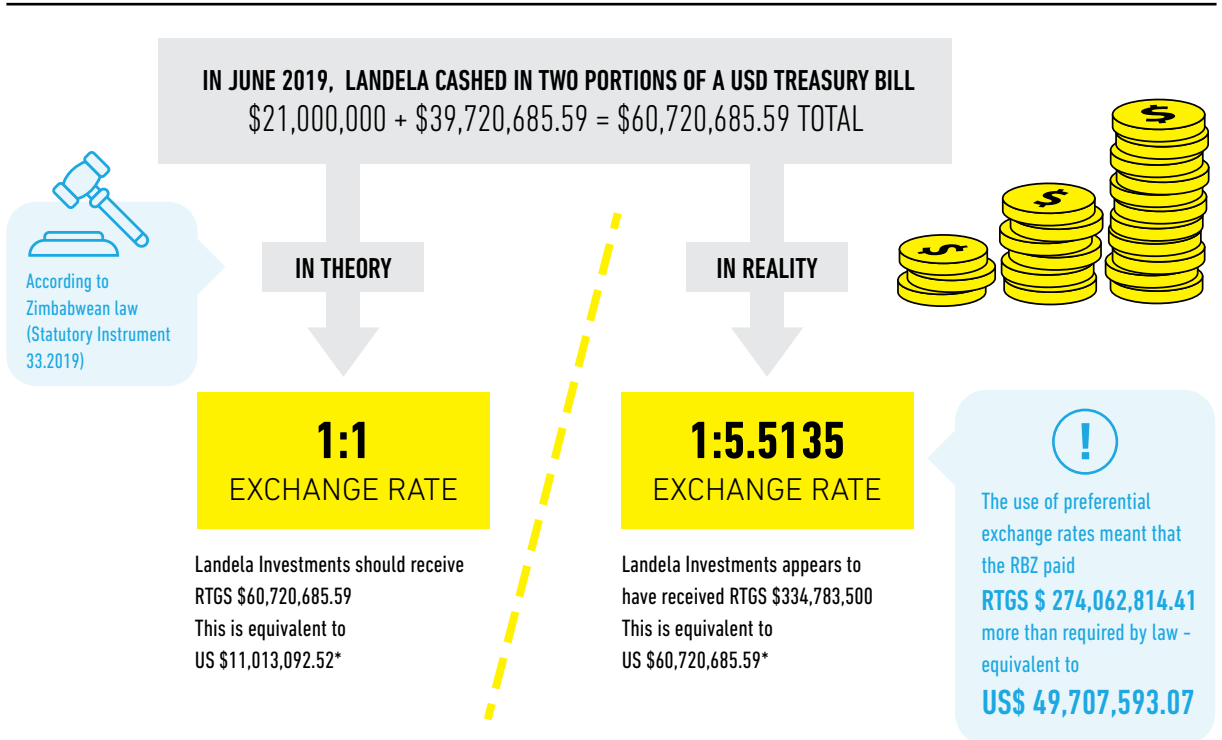 IN JUNE 2019, LANDELA CASHED IN TWO PORTIONS OF A USD TREASURY BILL
$21,000,000 + $39,720,685.59 = $60,720,685.59 TOTAL
According to
Zimbabwean law
(Statutory Instrument
33.2019)
IN THEORY
1:1
EXCHANGE RATE
Landela Investments should receive
RTGS $60,720,685.59
This is equivalent to
US $11,013,092.52*
IN REALITY
1:5.5135
EXCHANGE RATE
Landela Investments appears to
have received RTGS $334,783,500
This is equivalent to
US $60,720,685.59*
$
$
$
!
The use of preferential
exchange rates meant that
the RBZ paid
RTGS $ 274,062,814.41
more than required by law -
equivalent to
US$ 49,707,593.07